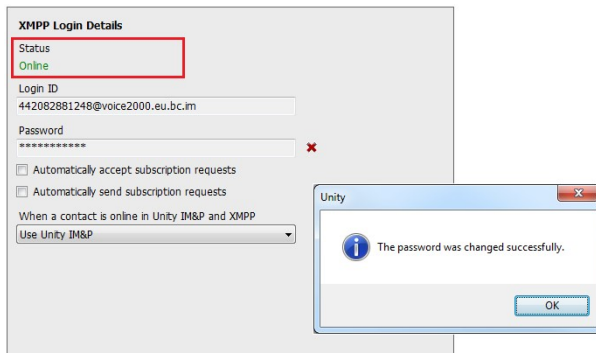 XMPP Login Details
Status
Online
Login ID
442082881248@voice2000.eu.bc.im
Password
***********
Automatically accept subscription requests
Automatically send subscription requests
When a contact is online in Unity IM&P and XMPP
Use Unity IM&P
Unity
The password was changed successfully.
OK